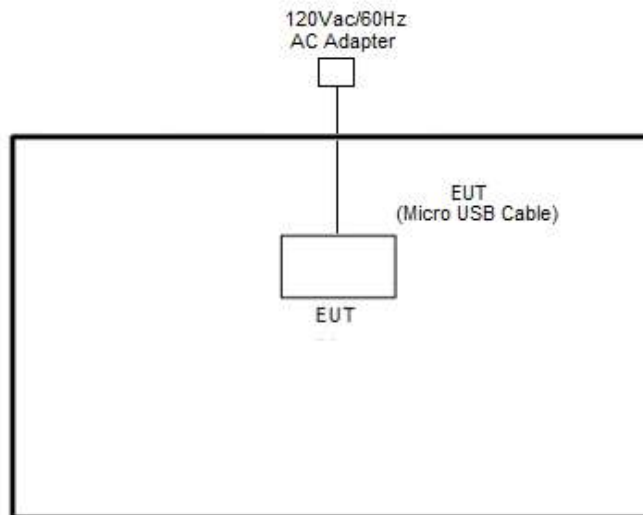 120Vac/60Hz
AC Adapter
EUT
(Micro USB Cable)
EUT